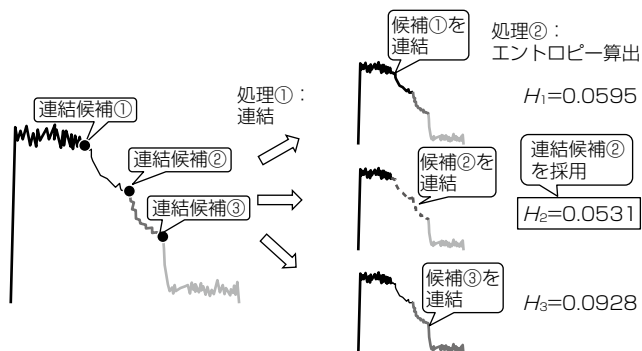 連結候補①
連結候補②
連結候補③
処理①：
連結
候補①を
連結
処理②：
エントロピー算出
H₁=0.0595
候補②を
連結
連結候補②
を採用
H₂=0.0531
候補③を
連結
H₃=0.0928